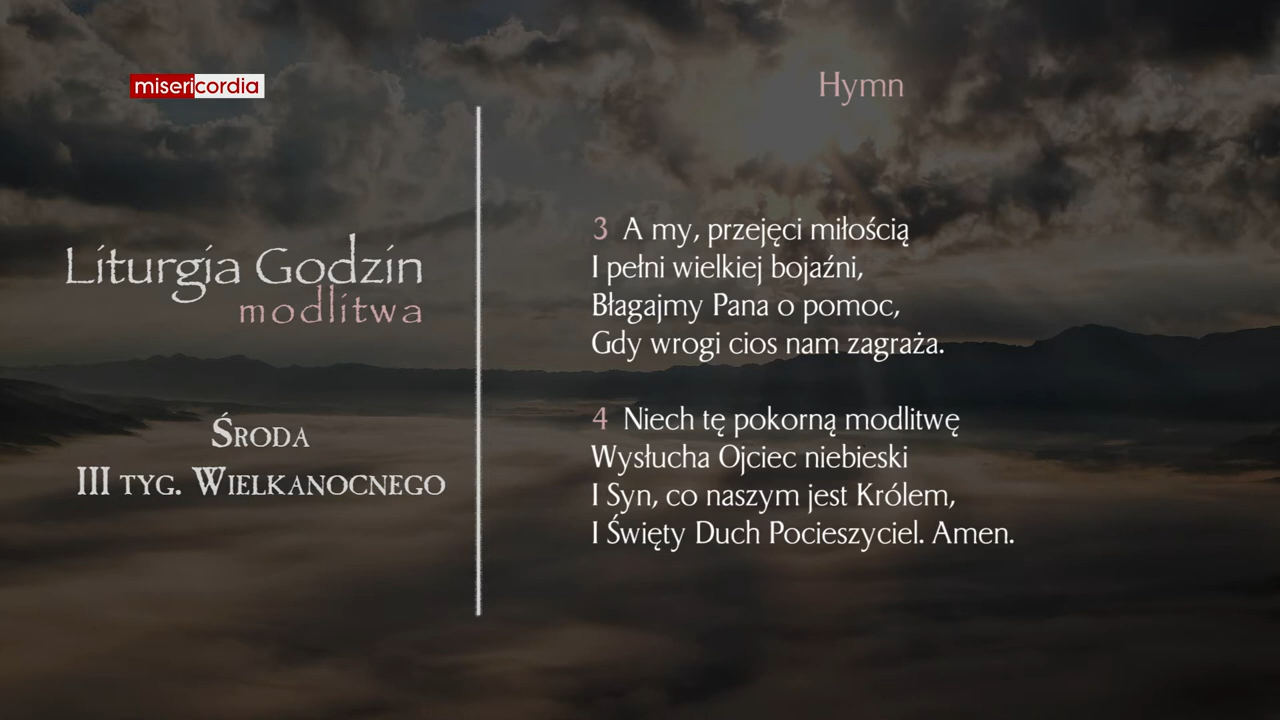 misericordia
Liturgia Godzin
modlitwa
Środa
III tyg. Wielkanocnego
Hymn
3 A my, przejęci miłością
I pełni wielkiej bojaźni,
Błagajmy Pana o pomoc,
Gdy wrogi cios nam zagraża.
4 Niech tę pokorną modlitwę
Wysłucha Ojciec niebieski
I Syn, co naszym jest Królem,
I Święty Duch Pocieszyciel. Amen.